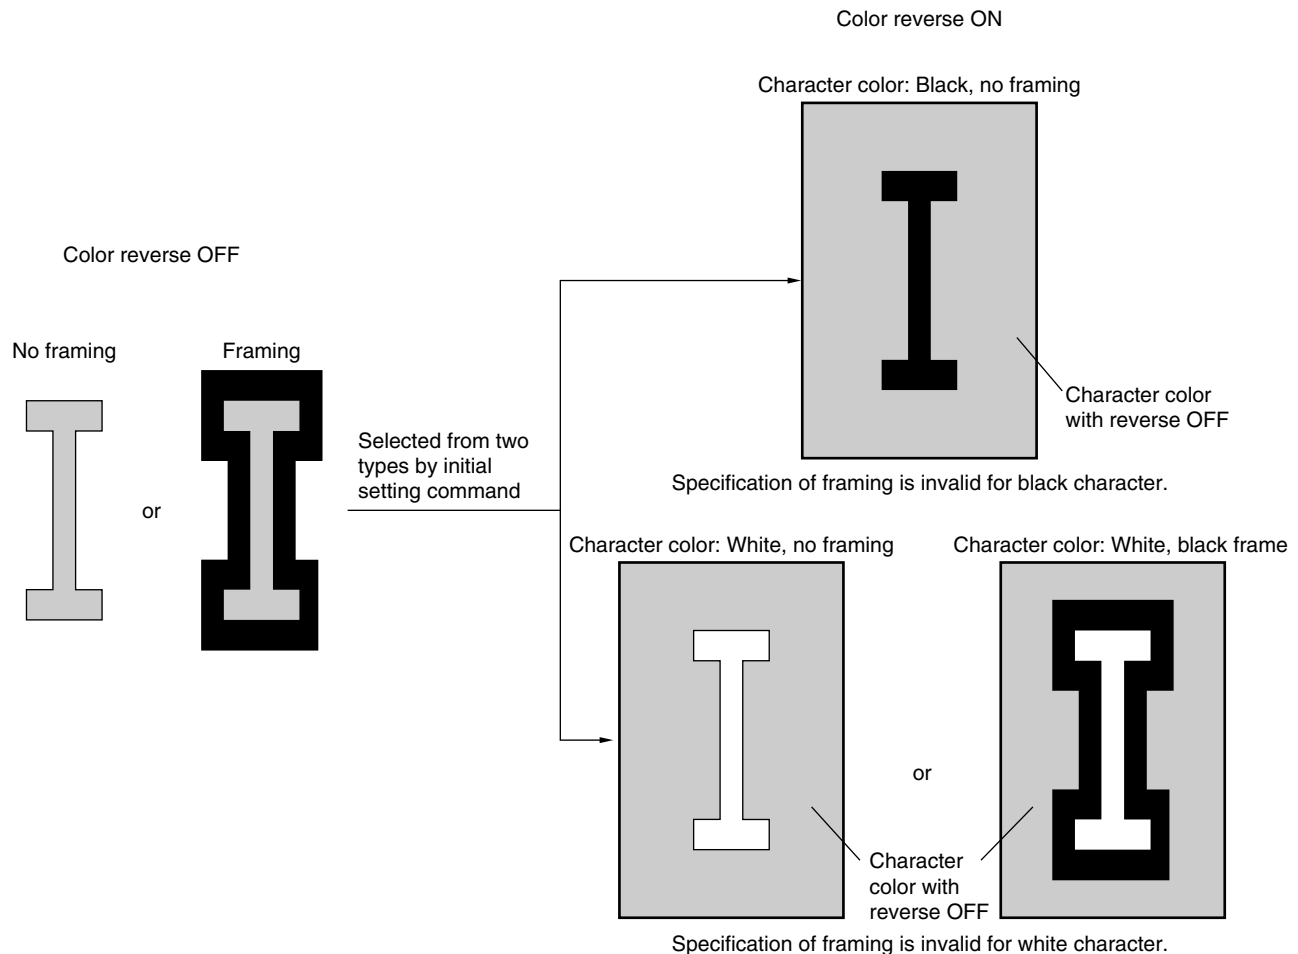 Color reverse ON
Character color: Black, no framing
Color reverse OFF
No framing
Framing
or
Selected from two
types by initial
setting command
Character color
with reverse OFF
Specification of framing is invalid for black character.
Character color: White, no framing
Character color: White, black frame
or
Character
color with
reverse OFF
Specification of framing is invalid for white character.